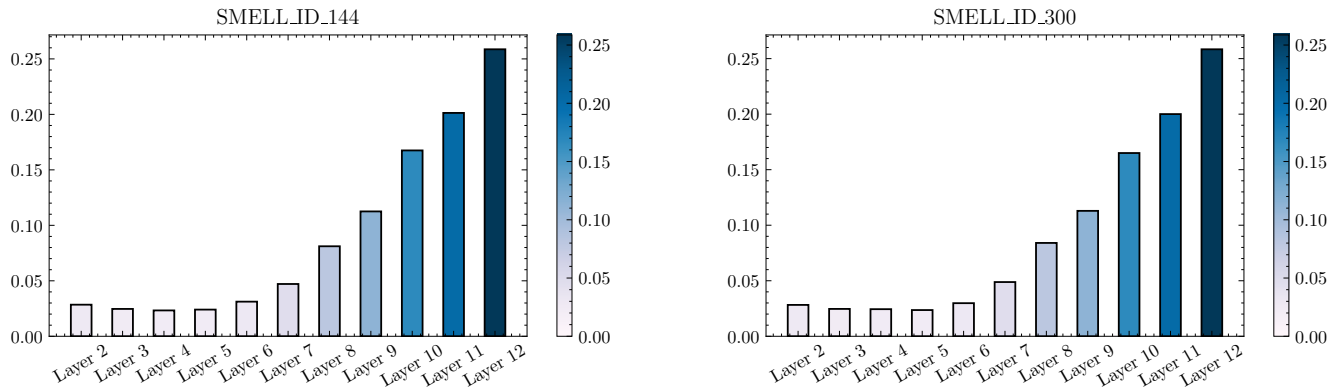 SMELL_ID_144
0.25
0.20
0.15
0.10
0.05
0.00
Layer 2
Layer 3
Layer 4
Layer 5
Layer 6
Layer 7
Layer 8
Layer 9
Layer 10
Layer 11
Layer 12
0.25
0.20
0.15
0.10
0.05
0.00
SMELL_ID_300
0.25
0.20
0.15
0.10
0.05
0.00
Layer 2
Layer 3
Layer 4
Layer 5
Layer 6
Layer 7
Layer 8
Layer 9
Layer 10
Layer 11
Layer 12
0.25
0.20
0.15
0.10
0.05
0.00